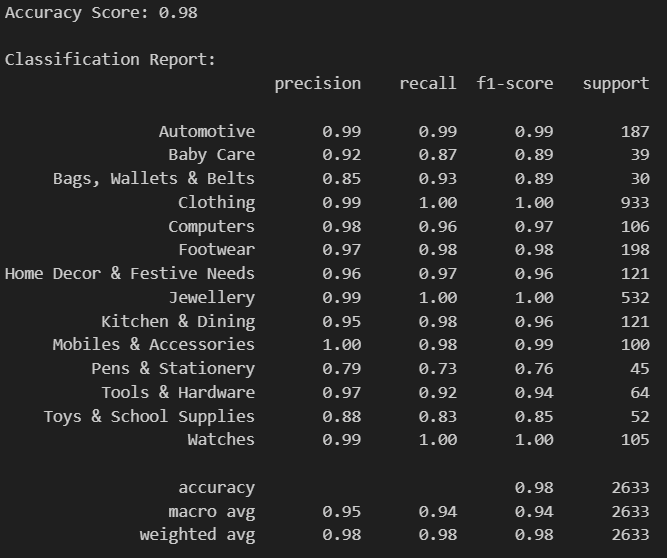 Accuracy Score: 0.98
Classification Report:
precision recall f1-score support
Automotive 0.99 0.99 0.99 187
Baby Care 0.92 0.87 0.89 39
Bags, Wallets & Belts 0.85 0.93 0.89 30
Clothing 0.99 1.00 1.00 933
Computers 0.98 0.96 0.97 106
Footwear 0.97 0.98 0.98 198
Home Decor & Festive Needs 0.96 0.97 0.96 121
Jewellery 0.99 1.00 1.00 532
Kitchen & Dining 0.95 0.98 0.96 121
Mobiles & Accessories 1.00 0.98 0.99 100
Pens & Stationery 0.79 0.73 0.76 45
Tools & Hardware 0.97 0.92 0.94 64
Toys & School Supplies 0.88 0.83 0.85 52
Watches 0.99 1.00 1.00 105
accuracy 0.98 2633
macro avg 0.95 0.94 0.94 2633
weighted avg 0.98 0.98 0.98 2633